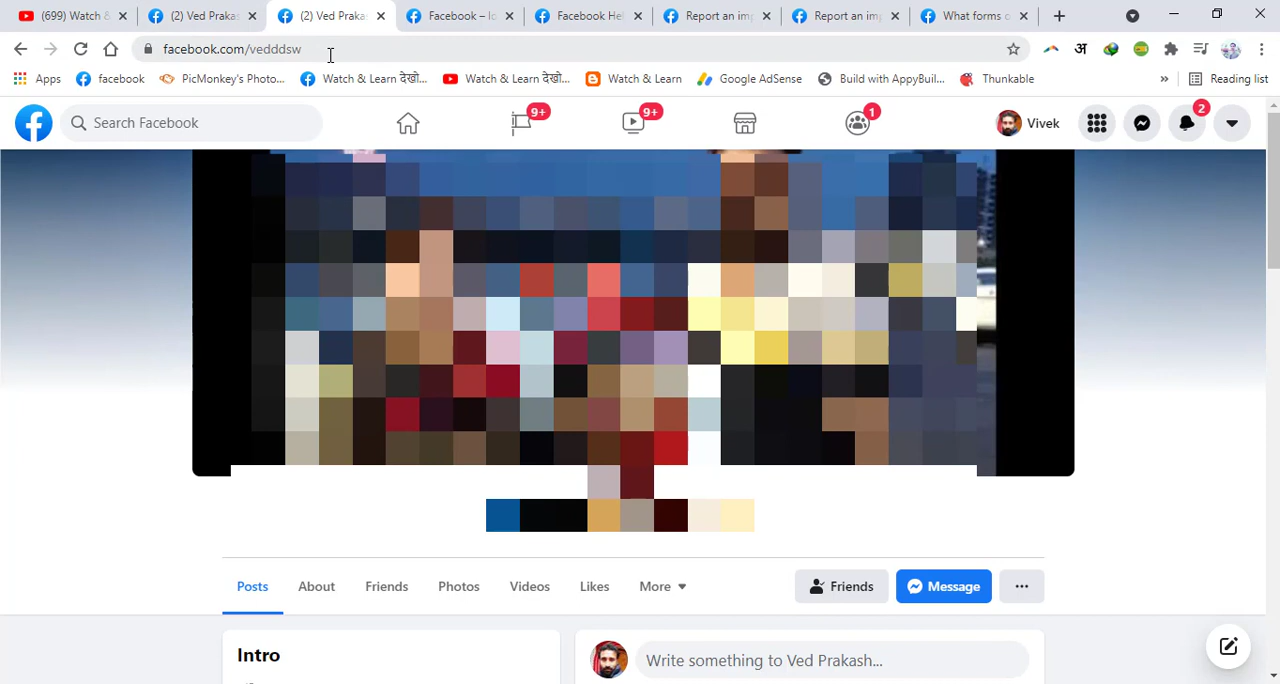 (699) Watch &
(2) Ved Praka
(2) Ved Praka
Facebook – lo
Facebook Hel
Report an imp
Report an imp
What forms o
facebook.com/vedddsw
अ
Apps
facebook
PicMonkey's Photo...
Watch & Learn देखो...
Watch & Learn देखो...
Watch & Learn
Google AdSense
Build with AppyBuil...
Thunkable
»
Reading list
Search Facebook
9+
9+
1
Vivek
2
Posts
About
Friends
Photos
Videos
Likes
More
Friends
Message
Intro
Write something to Ved Prakash...